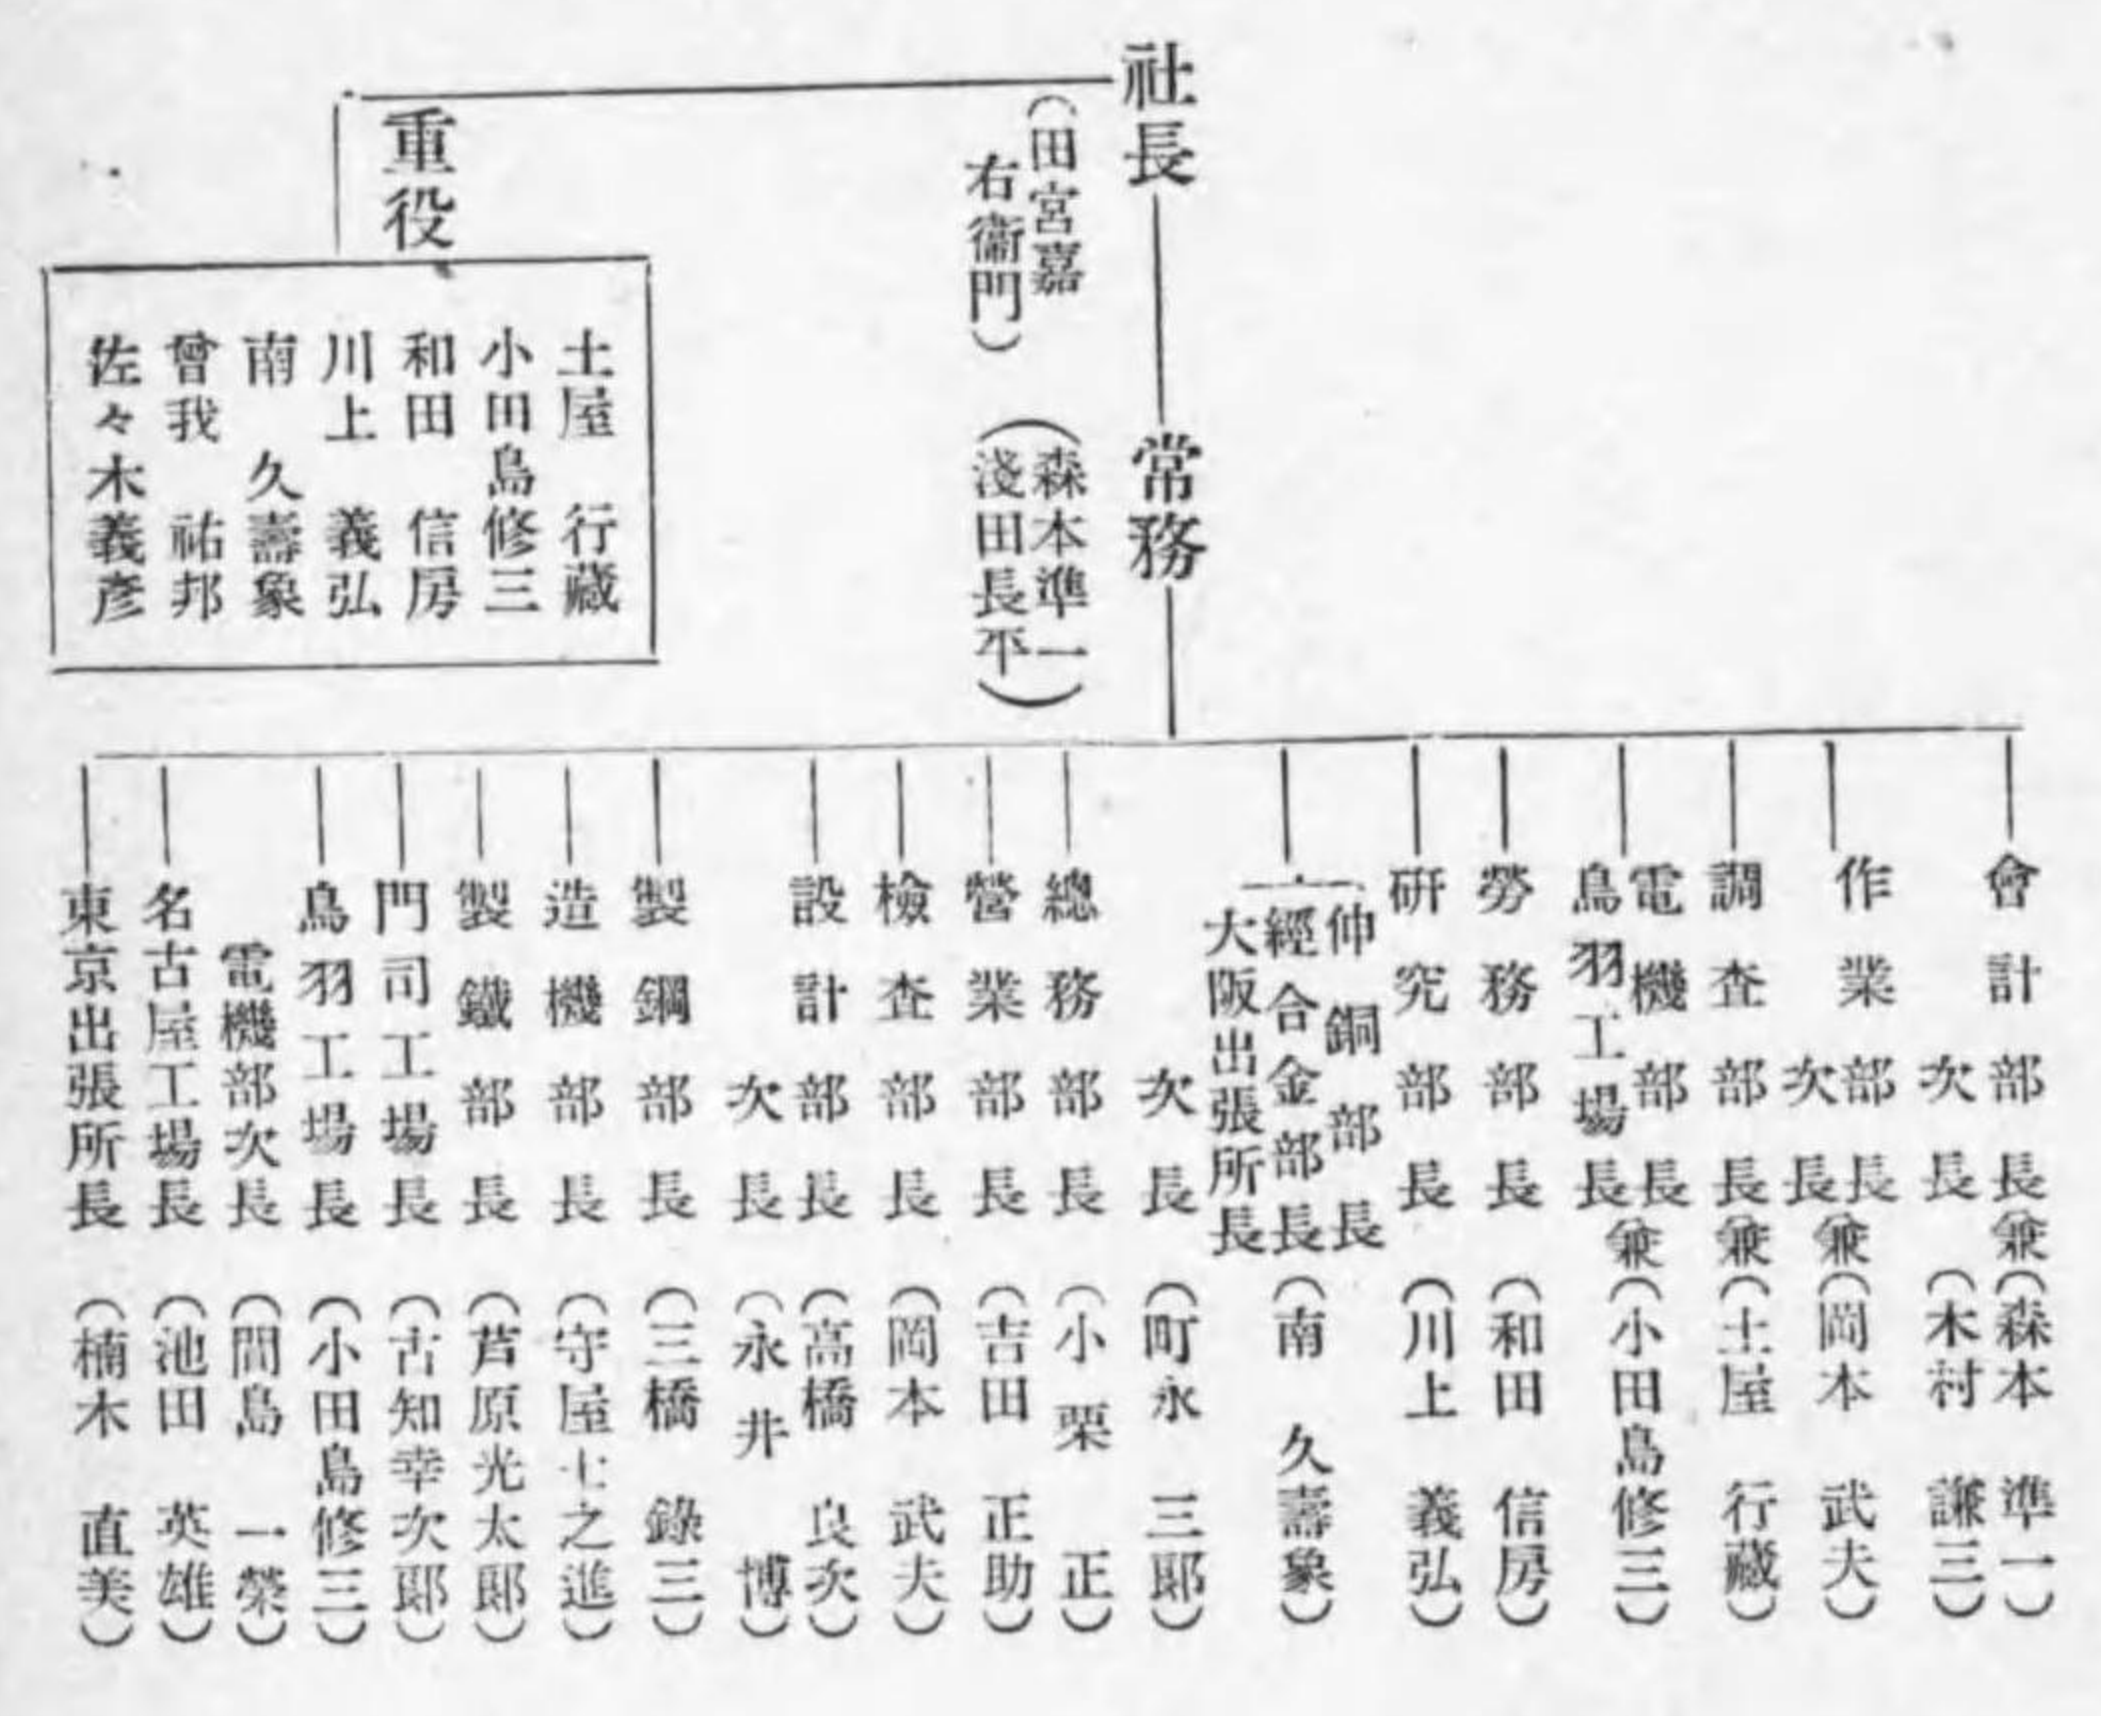 社長
（田宮嘉
右衞門）
常務
（森本準一
淺田長平）
重役
土屋 行藏
小田島修三
和田 信房
川上 義弘
南 久壽象
曾我 祐邦
佐々木義彦
會計部長兼（森本 準一）
次長（木村 謙三）
作業部長兼（岡本 武夫）
次長
調査部長兼（土屋 行藏）
電機部長兼（小田島修三）
鳥羽工場長
勞務部長（和田 信房）
硏究部長（川上 義弘）
伸銅部長
經合金部長（南 久壽象）
大阪出張所長
次長（町永 三郎）
總務部長（小栗 正）
營業部長（吉田 正助）
檢査部長（岡本 武夫）
設計部長（高橋 良次）
次長（永井 博）
製鋼部長（三橋 錄三）
造機部長（守屋士之進）
製鐵部長（芦原光太郎）
門司工場長（古知幸次郎）
鳥羽工場長（小田島修三）
電機部次長（間島 一榮）
名古屋工場長（池田 英雄）
東京出張所長（楠木 直美）